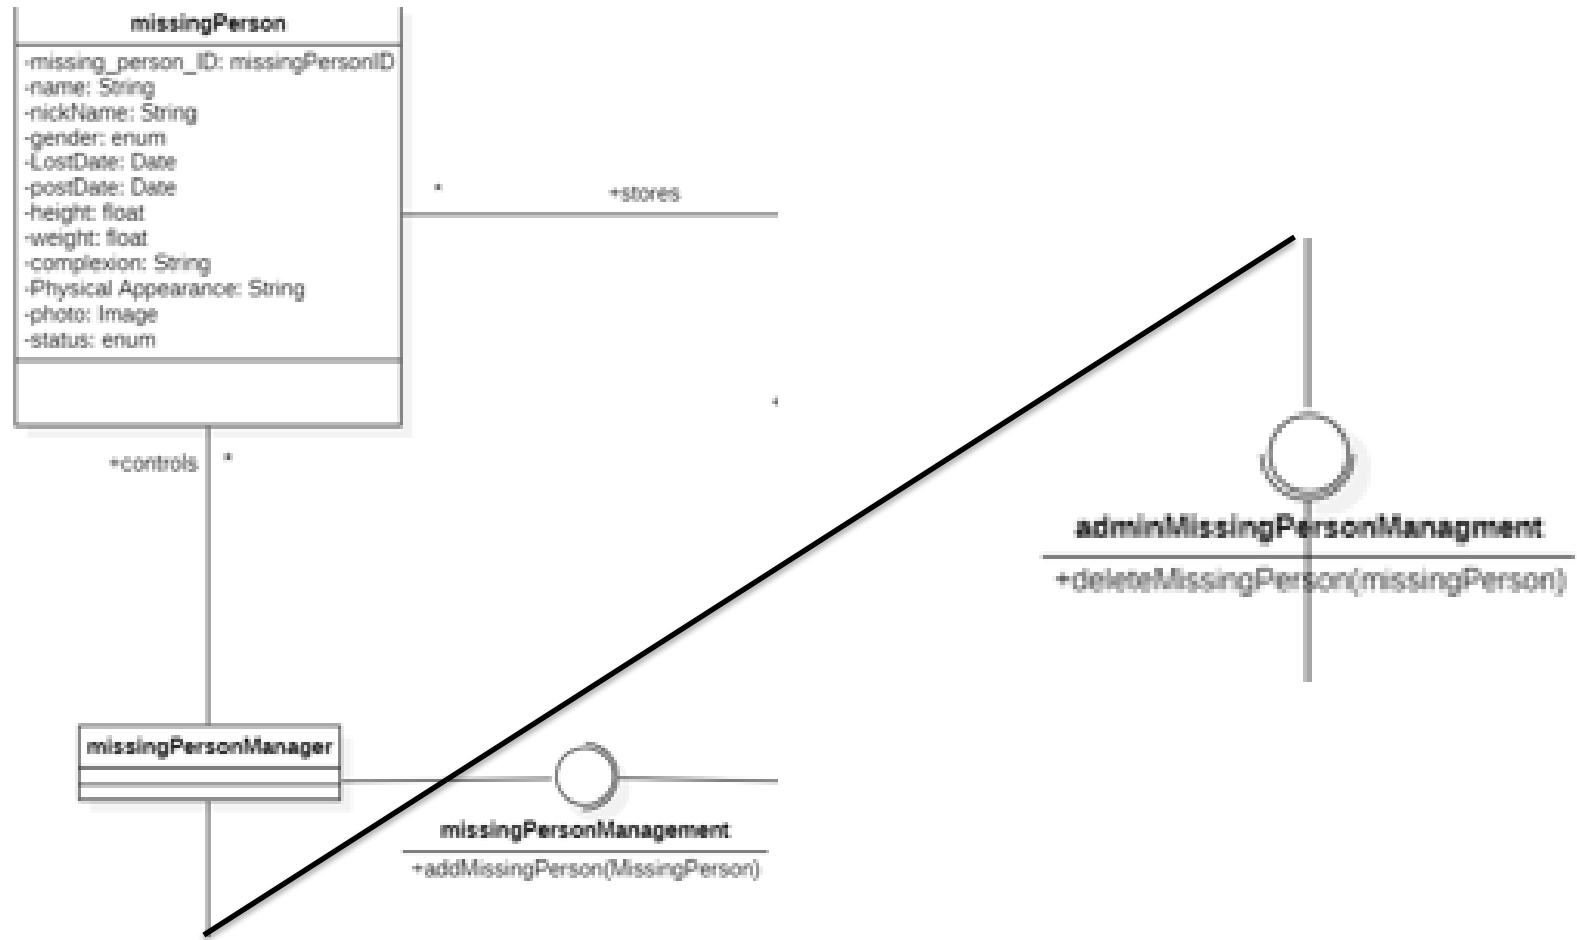 missingPerson
-missing_person_ID: missingPersonID
-name: String
-nickName: String
-gender: enum
-LostDate: Date
-postDate: Date
-height: float
-weight: float
-complexion: String
-Physical Appearance: String
-photo: Image
-status: enum
*
+stores
+controls
*
adminMissingPersonManagment
+deleteMissingPerson(missingPerson)
missingPersonManager
missingPersonManagement
+addMissingPerson(MissingPerson)